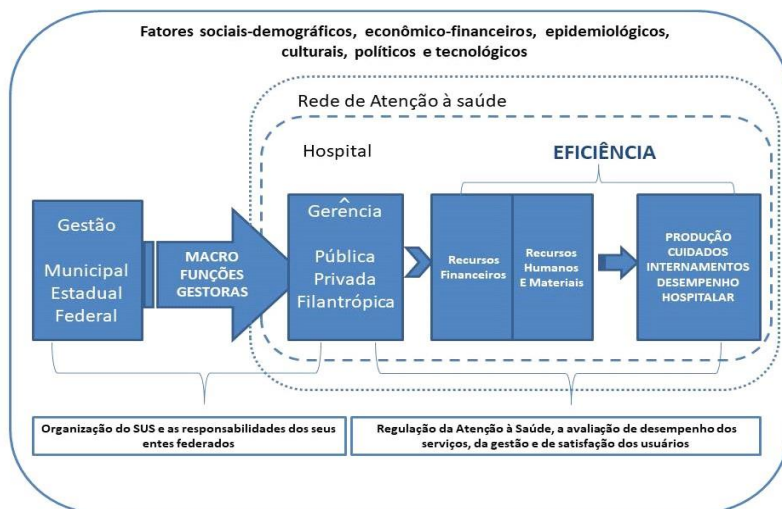 Fatores sociais-demográficos, econômico-financeiros, epidemiológicos,
culturais, políticos e tecnológicos
Rede de Atenção à saúde
Hospital
EFICIÊNCIA
Gestão
Municipal
Estadual
Federal
MACRO
FUNÇÕES
GESTORAS
Gerência
Pública
Privada
Filantrópica
Recursos
Financeiros
Recursos
Humanos
E Materiais
PRODUÇÃO
CUIDADOS
INTERNAMENTOS
DESEMPENHO
HOSPITALAR
Organização do SUS e as responsabilidades dos seus
entes federados
Regulação da Atenção à Saúde, a avaliação de desempenho dos
serviços, da gestão e de satisfação dos usuários